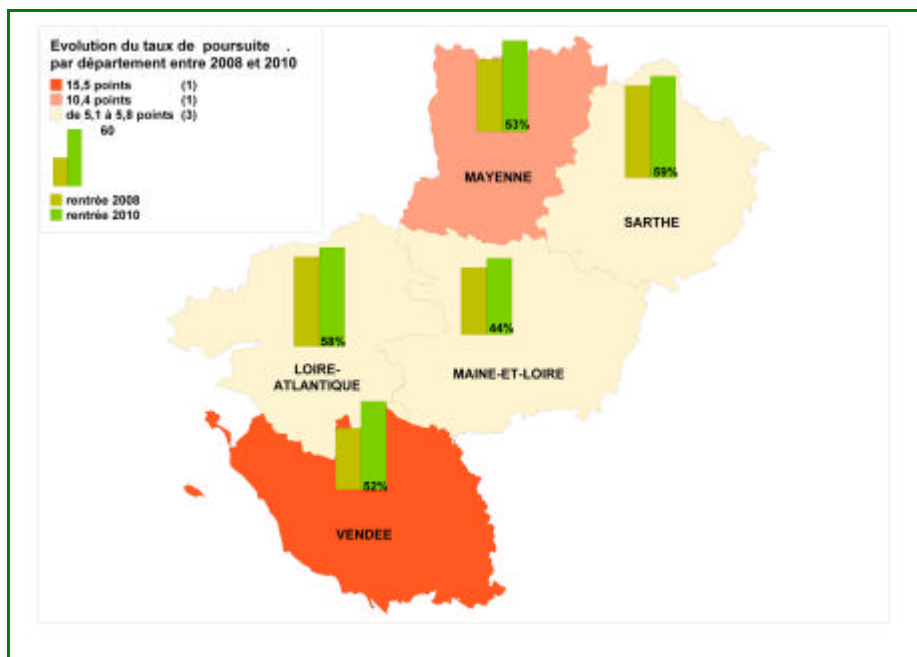 Evolution du taux de poursuite .
par département entre 2008 et 2010
15,5 points (1)
10,4 points (1)
de 5,1 à 5,8 points (3)
60
rentrée 2008
rentrée 2010
53%
MAYENNE
59%
SARTHE
58%
LOIRE-
ATLANTIQUE
44%
MAINE-ET-LOIRE
52%
VENDEE